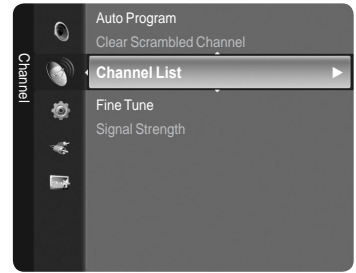 Channel
Auto Program
Clear Scrambled Channel
Channel List
Fine Tune
Signal Strength